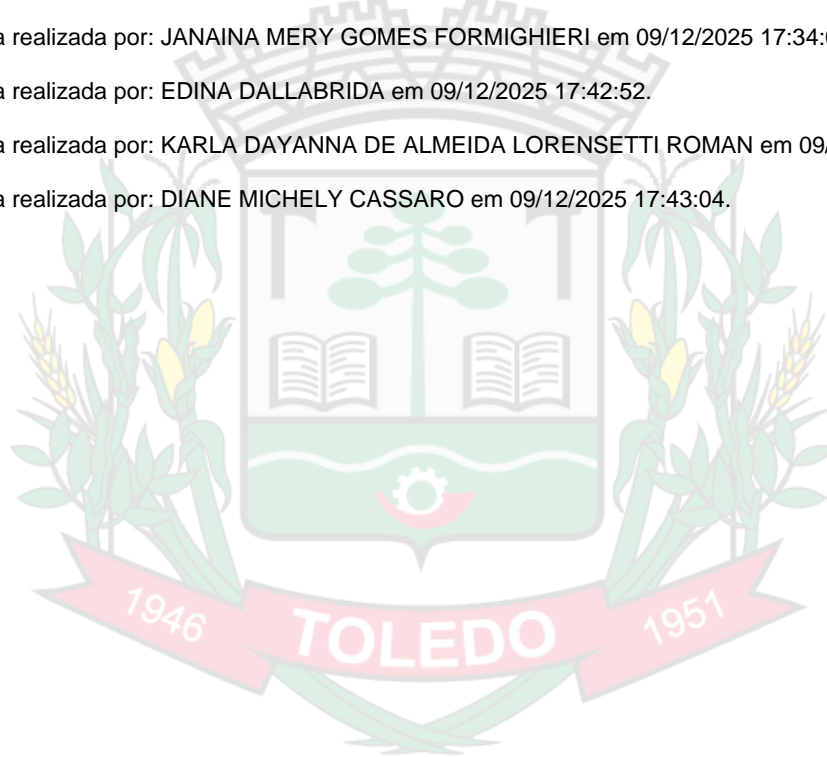 a realizada por: JANAINA MERY GOMES FORMIGHIERI em 09/12/2025 17:34:
a realizada por: EDINA DALLABRIDA em 09/12/2025 17:42:52.
a realizada por: KARLA DAYANNA DE ALMEIDA LORENSETTI ROMAN em 09/
a realizada por: DIANE MICHELY CASSARO em 09/12/2025 17:43:04.
1946 TOLEDO 1951